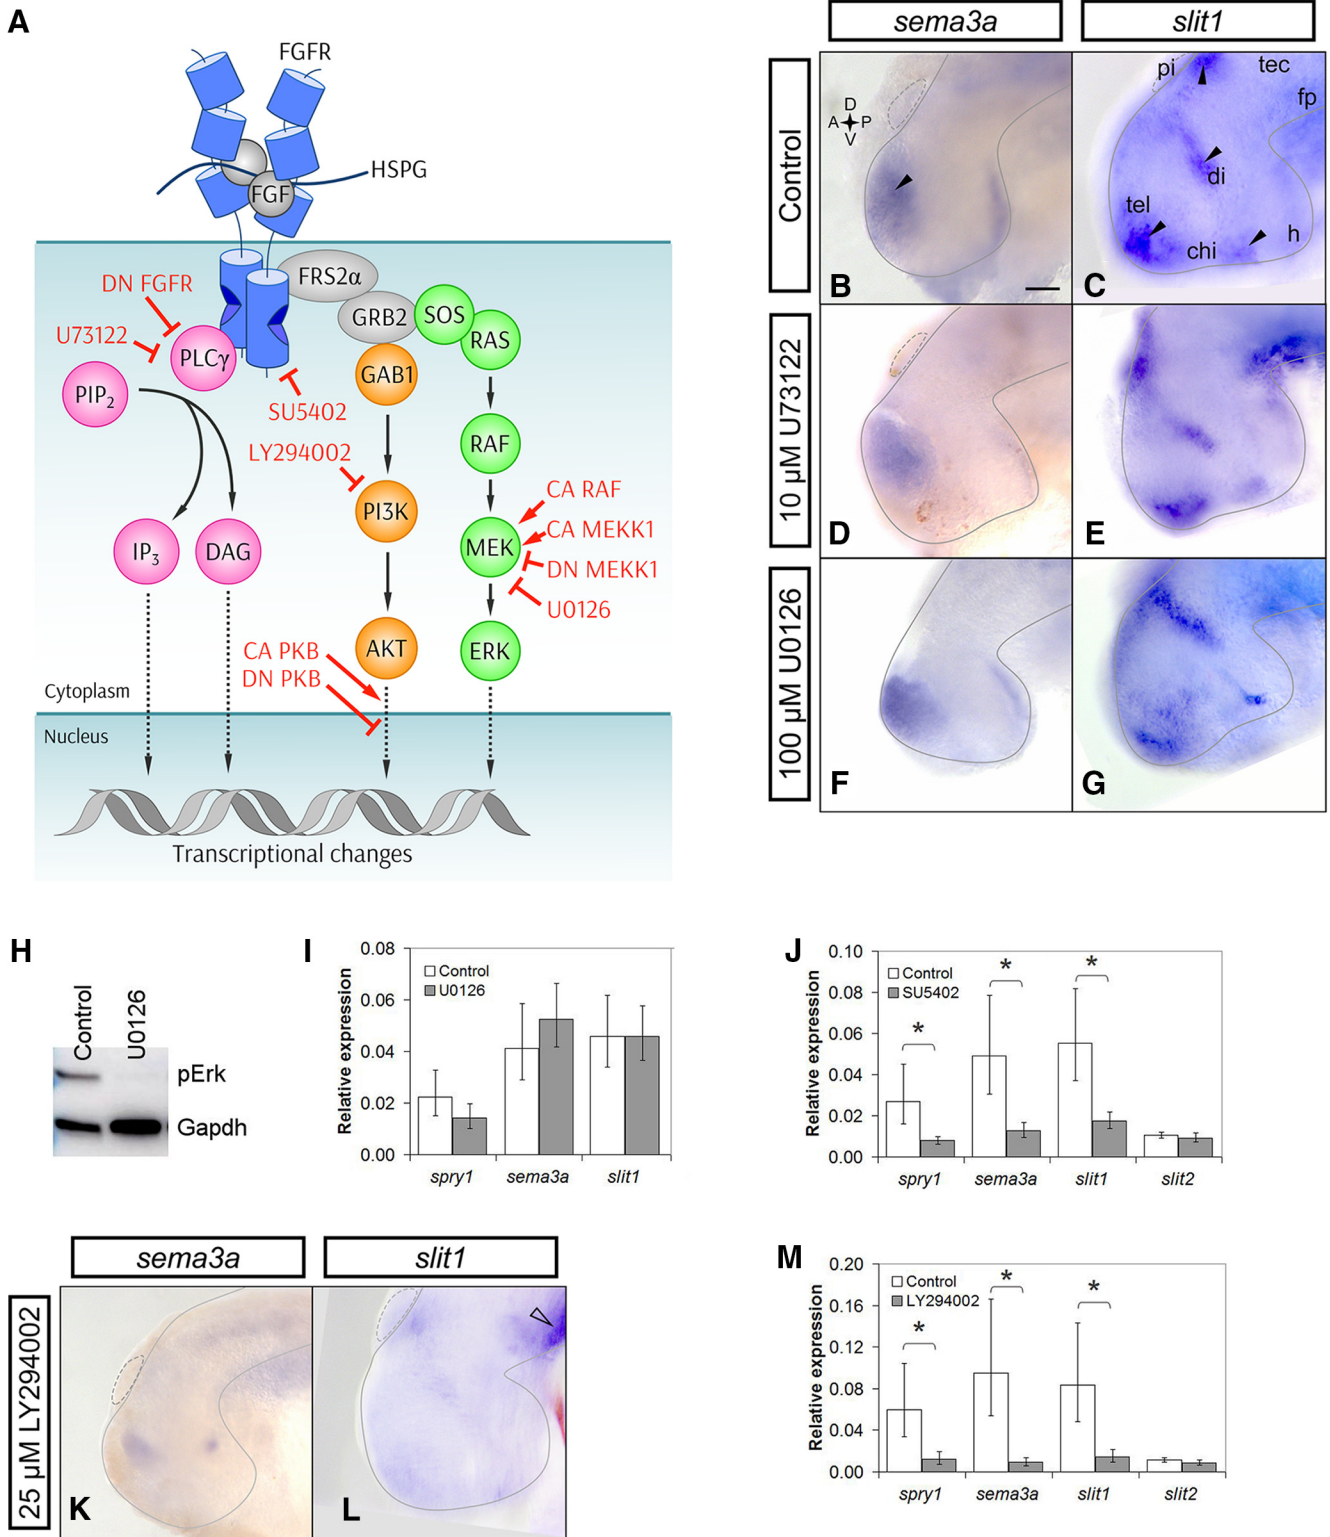 A
FGFR
HSPG
FGF
FRS2α
DN FGFR
GRB2
SOS
U73122
PLCγ
RAS
PIP2
GAB1
SU5402
LY294002
RAF
PI3K
CA RAF
CA MEKK1
IP3
DAG
MEK
DN MEKK1
U0126
CA PKB
DN PKB
AKT
ERK
Cytoplasm
Nucleus
Transcriptional changes
sema3a
slit1
Control
D
A P
V
B
pi
tec
fp
di
tel
chi
h
C
10 µM U73122
D
E
100 µM U0126
F
G
H
Control
U0126
pErk
Gapdh
I
Relative expression
0.08
0.06
0.04
0.02
0.00
Control
U0126
spry1
sema3a
slit1
J
Relative expression
0.10
0.08
0.06
0.04
0.02
0.00
Control
SU5402
*
*
*
spry1
sema3a
slit1
slit2
sema3a
slit1
25 µM LY294002
K
L
M
Relative expression
0.20
0.16
0.12
0.08
0.04
0.00
Control
LY294002
*
*
*
spry1
sema3a
slit1
slit2